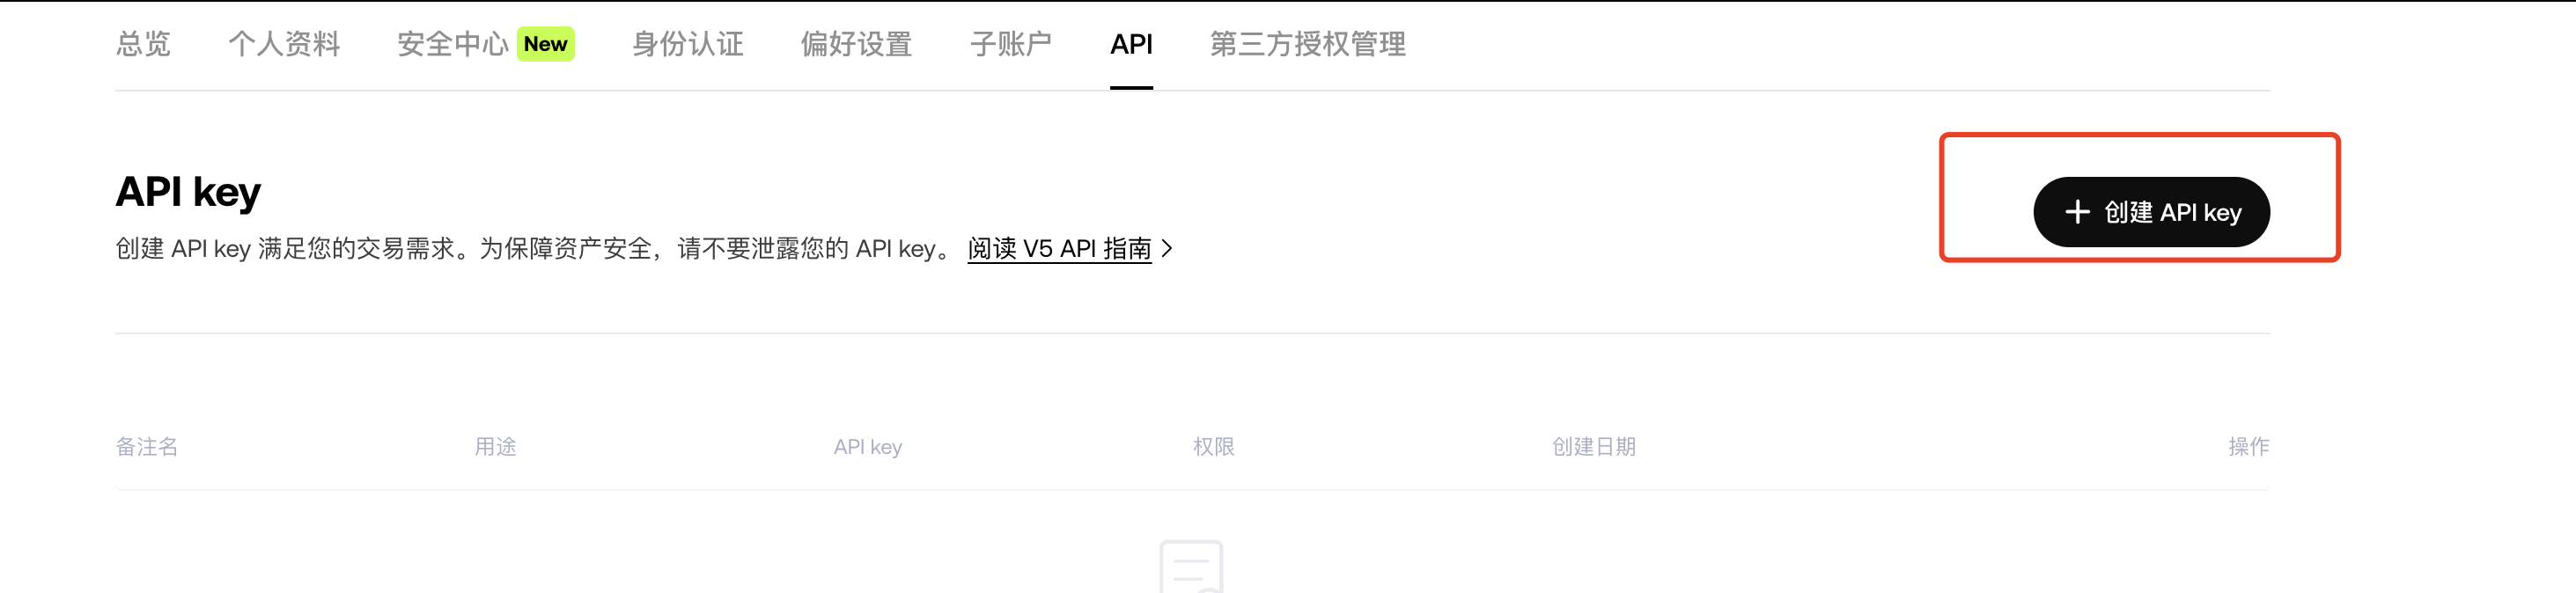 总览 个人资料 安全中心 New 身份认证 偏好设置 子账户 API 第三方授权管理
API key
+ 创建 API key
创建 API key 满足您的交易需求。为保障资产安全，请不要泄露您的 API key。 阅读 V5 API 指南 >
备注名 用途 API key 权限 创建日期 操作